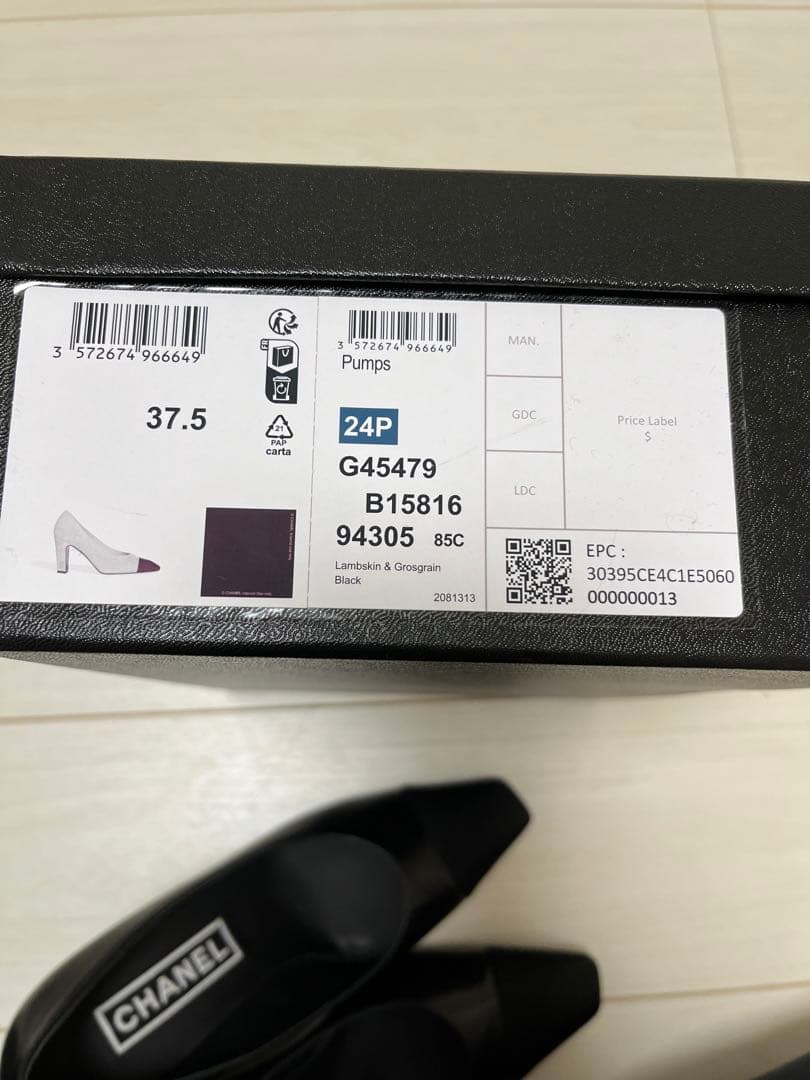 3 572674 966649
37.5
21
PAP
carta
3 572674 966649
Pumps
24P
G45479
B15816
94305 85C
Lambskin & Grosgrain
Black
2081313
MAN.
GDC
LDC
Price Label
$
EPC :
30395CE4C1E5060
000000013
CHANEL